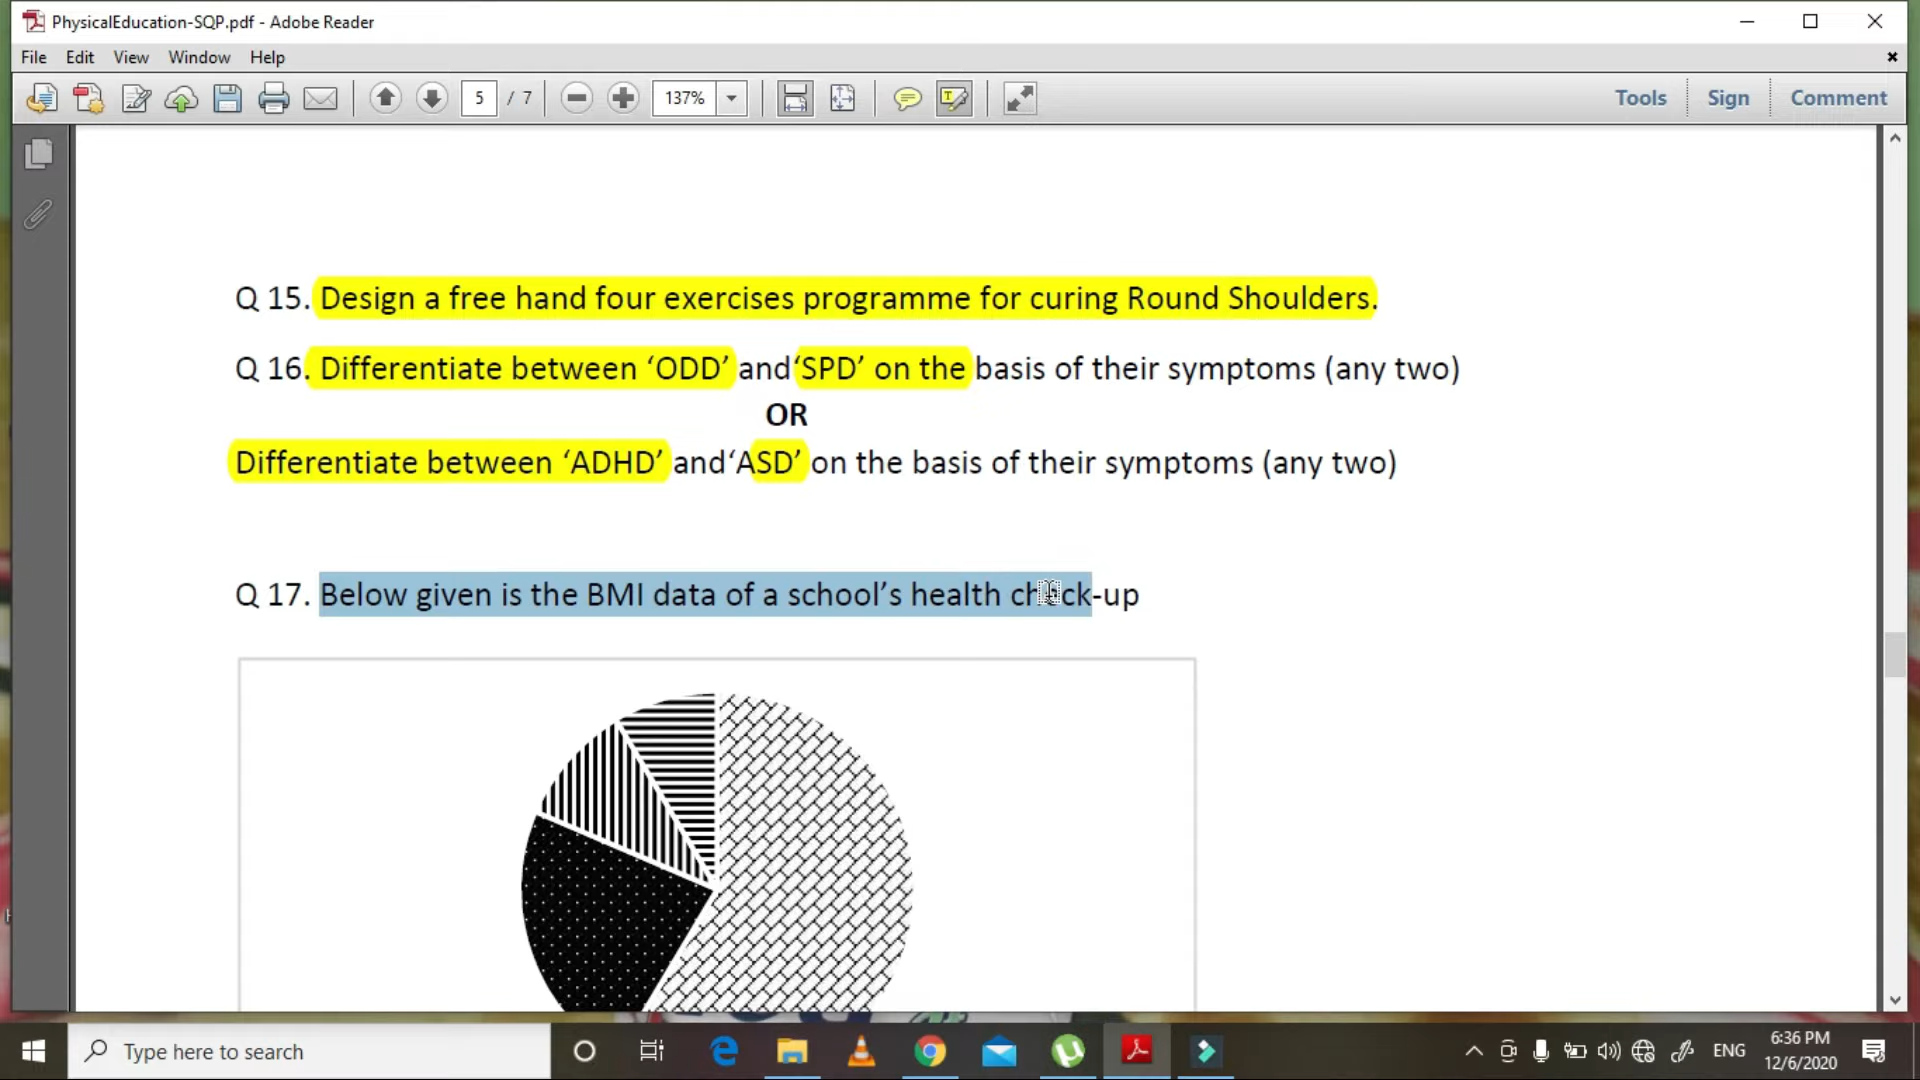 PhysicalEducation-SQP.pdf - Adobe Reader
File Edit View Window Help
5 / 7 137% Tools Sign Comment
Q 15. Design a free hand four exercises programme for curing Round Shoulders.
Q 16. Differentiate between ‘ODD’ and‘SPD’ on the basis of their symptoms (any two)
OR
Differentiate between ‘ADHD’ and‘ASD’ on the basis of their symptoms (any two)
Q 17. Below given is the BMI data of a school’s health check-up
Type here to search
ENG
6:36 PM
12/6/2020